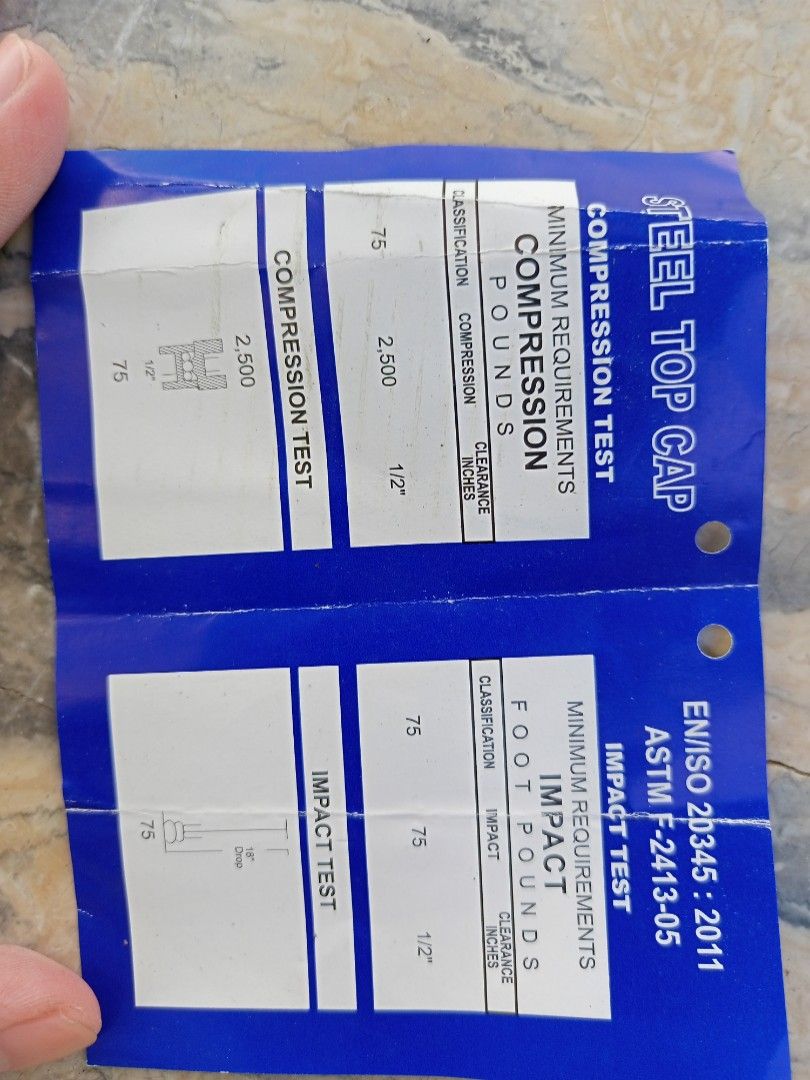 STEEL TOP CAP
COMPRESSION TEST
MINIMUM REQUIREMENTS
COMPRESSION
POUNDS
CLASSIFICATION COMPRESSION CLEARANCE INCHES
75 2,500 1/2"
COMPRESSION TEST
2,500
1/2"
75
EN/ISO 20345 : 2011
ASTM F-2413-05
IMPACT TEST
MINIMUM REQUIREMENTS
IMPACT
FOOT POUNDS
CLASSIFICATION IMPACT CLEARANCE INCHES
75 75 1/2"
IMPACT TEST
18"
Drop
75